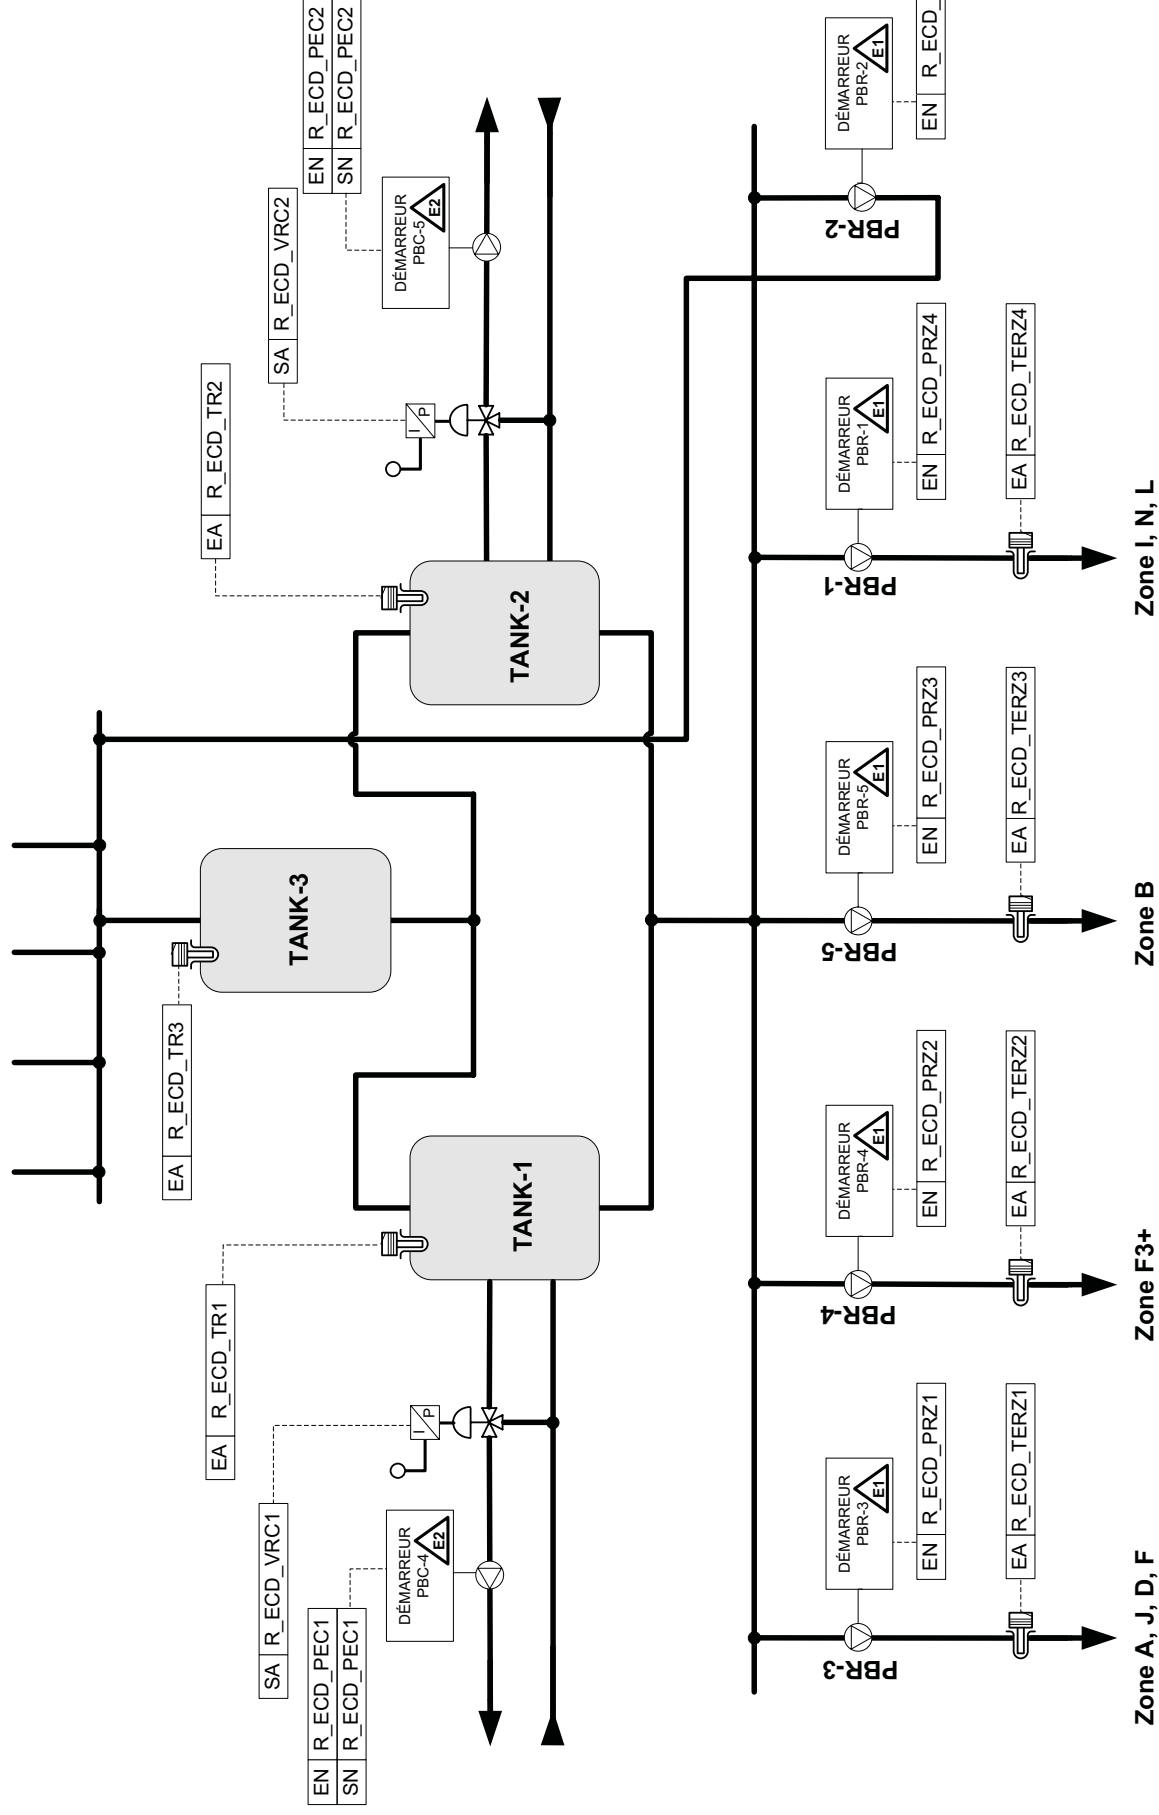 EN R_ECD_PEC1
SN R_ECD_PEC1
SA R_ECD_VRC1
EA R_ECD_TR1
EA R_ECD_TR3
EA R_ECD_TR2
SA R_ECD_VRC2
EN R_ECD_PEC2
SN R_ECD_PEC2
DÉMARREUR
PBC-4
E2
I
P
TANK-1
TANK-3
TANK-2
I
P
DÉMARREUR
PBC-5
E2
PBR-3
DÉMARREUR
PBR-3
E1
EN R_ECD_PRZ1
EA R_ECD_TERZ1
Zone A, J, D, F
PBR-4
DÉMARREUR
PBR-4
E1
EN R_ECD_PRZ2
EA R_ECD_TERZ2
Zone F3+
PBR-5
DÉMARREUR
PBR-5
E1
EN R_ECD_PRZ3
EA R_ECD_TERZ3
Zone B
PBR-1
DÉMARREUR
PBR-1
E1
EN R_ECD_PRZ4
EA R_ECD_TERZ4
Zone I, N, L
PBR-2
DÉMARREUR
PBR-2
E1
EN R_ECD_